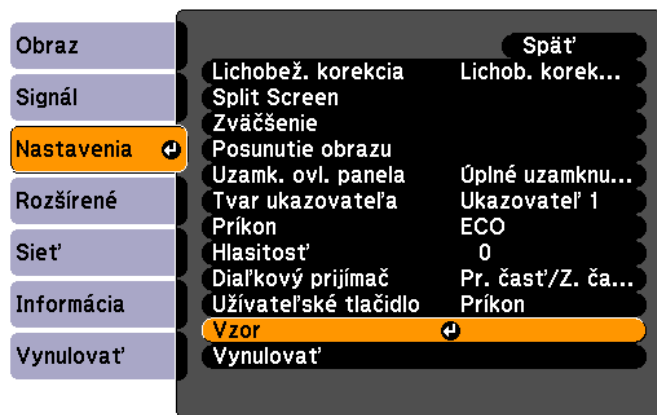 Obraz
Signál
Nastavenia
Rozšírené
Sieť
Informácia
Vynulovať
Späť
Lichobež. korekcia Lichob. korek...
Split Screen
Zväčšenie
Posunutie obrazu
Uzamk. ovl. panela Úplné uzamknu...
Tvar ukazovateľa Ukazovateľ 1
Príkon ECO
Hlasitosť 0
Diaľkový prijímač Pr. časť/Z. ča...
Užívateľské tlačidlo Príkon
Vzor
Vynulovať